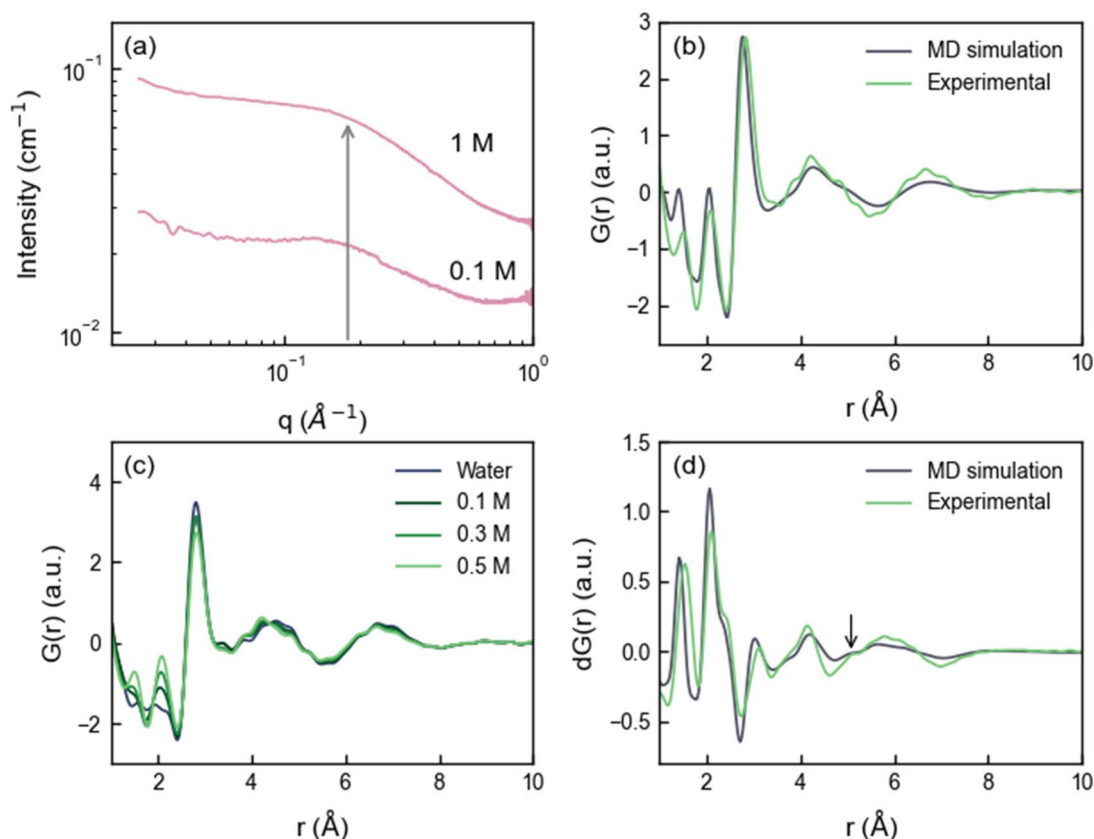 (a)
10⁻¹
10⁻²
Intensity (cm⁻¹)
1 M
0.1 M
10⁻¹
10⁰
q (Å⁻¹)
(b)
MD simulation
Experimental
3
2
1
0
−1
−2
G(r) (a.u.)
2 4 6 8 10
r (Å)
(c)
Water
0.1 M
0.3 M
0.5 M
4
2
0
−2
G(r) (a.u.)
2 4 6 8 10
r (Å)
(d)
MD simulation
Experimental
1.5
1.0
0.5
0.0
−0.5
dG(r) (a.u.)
2 4 6 8 10
r (Å)